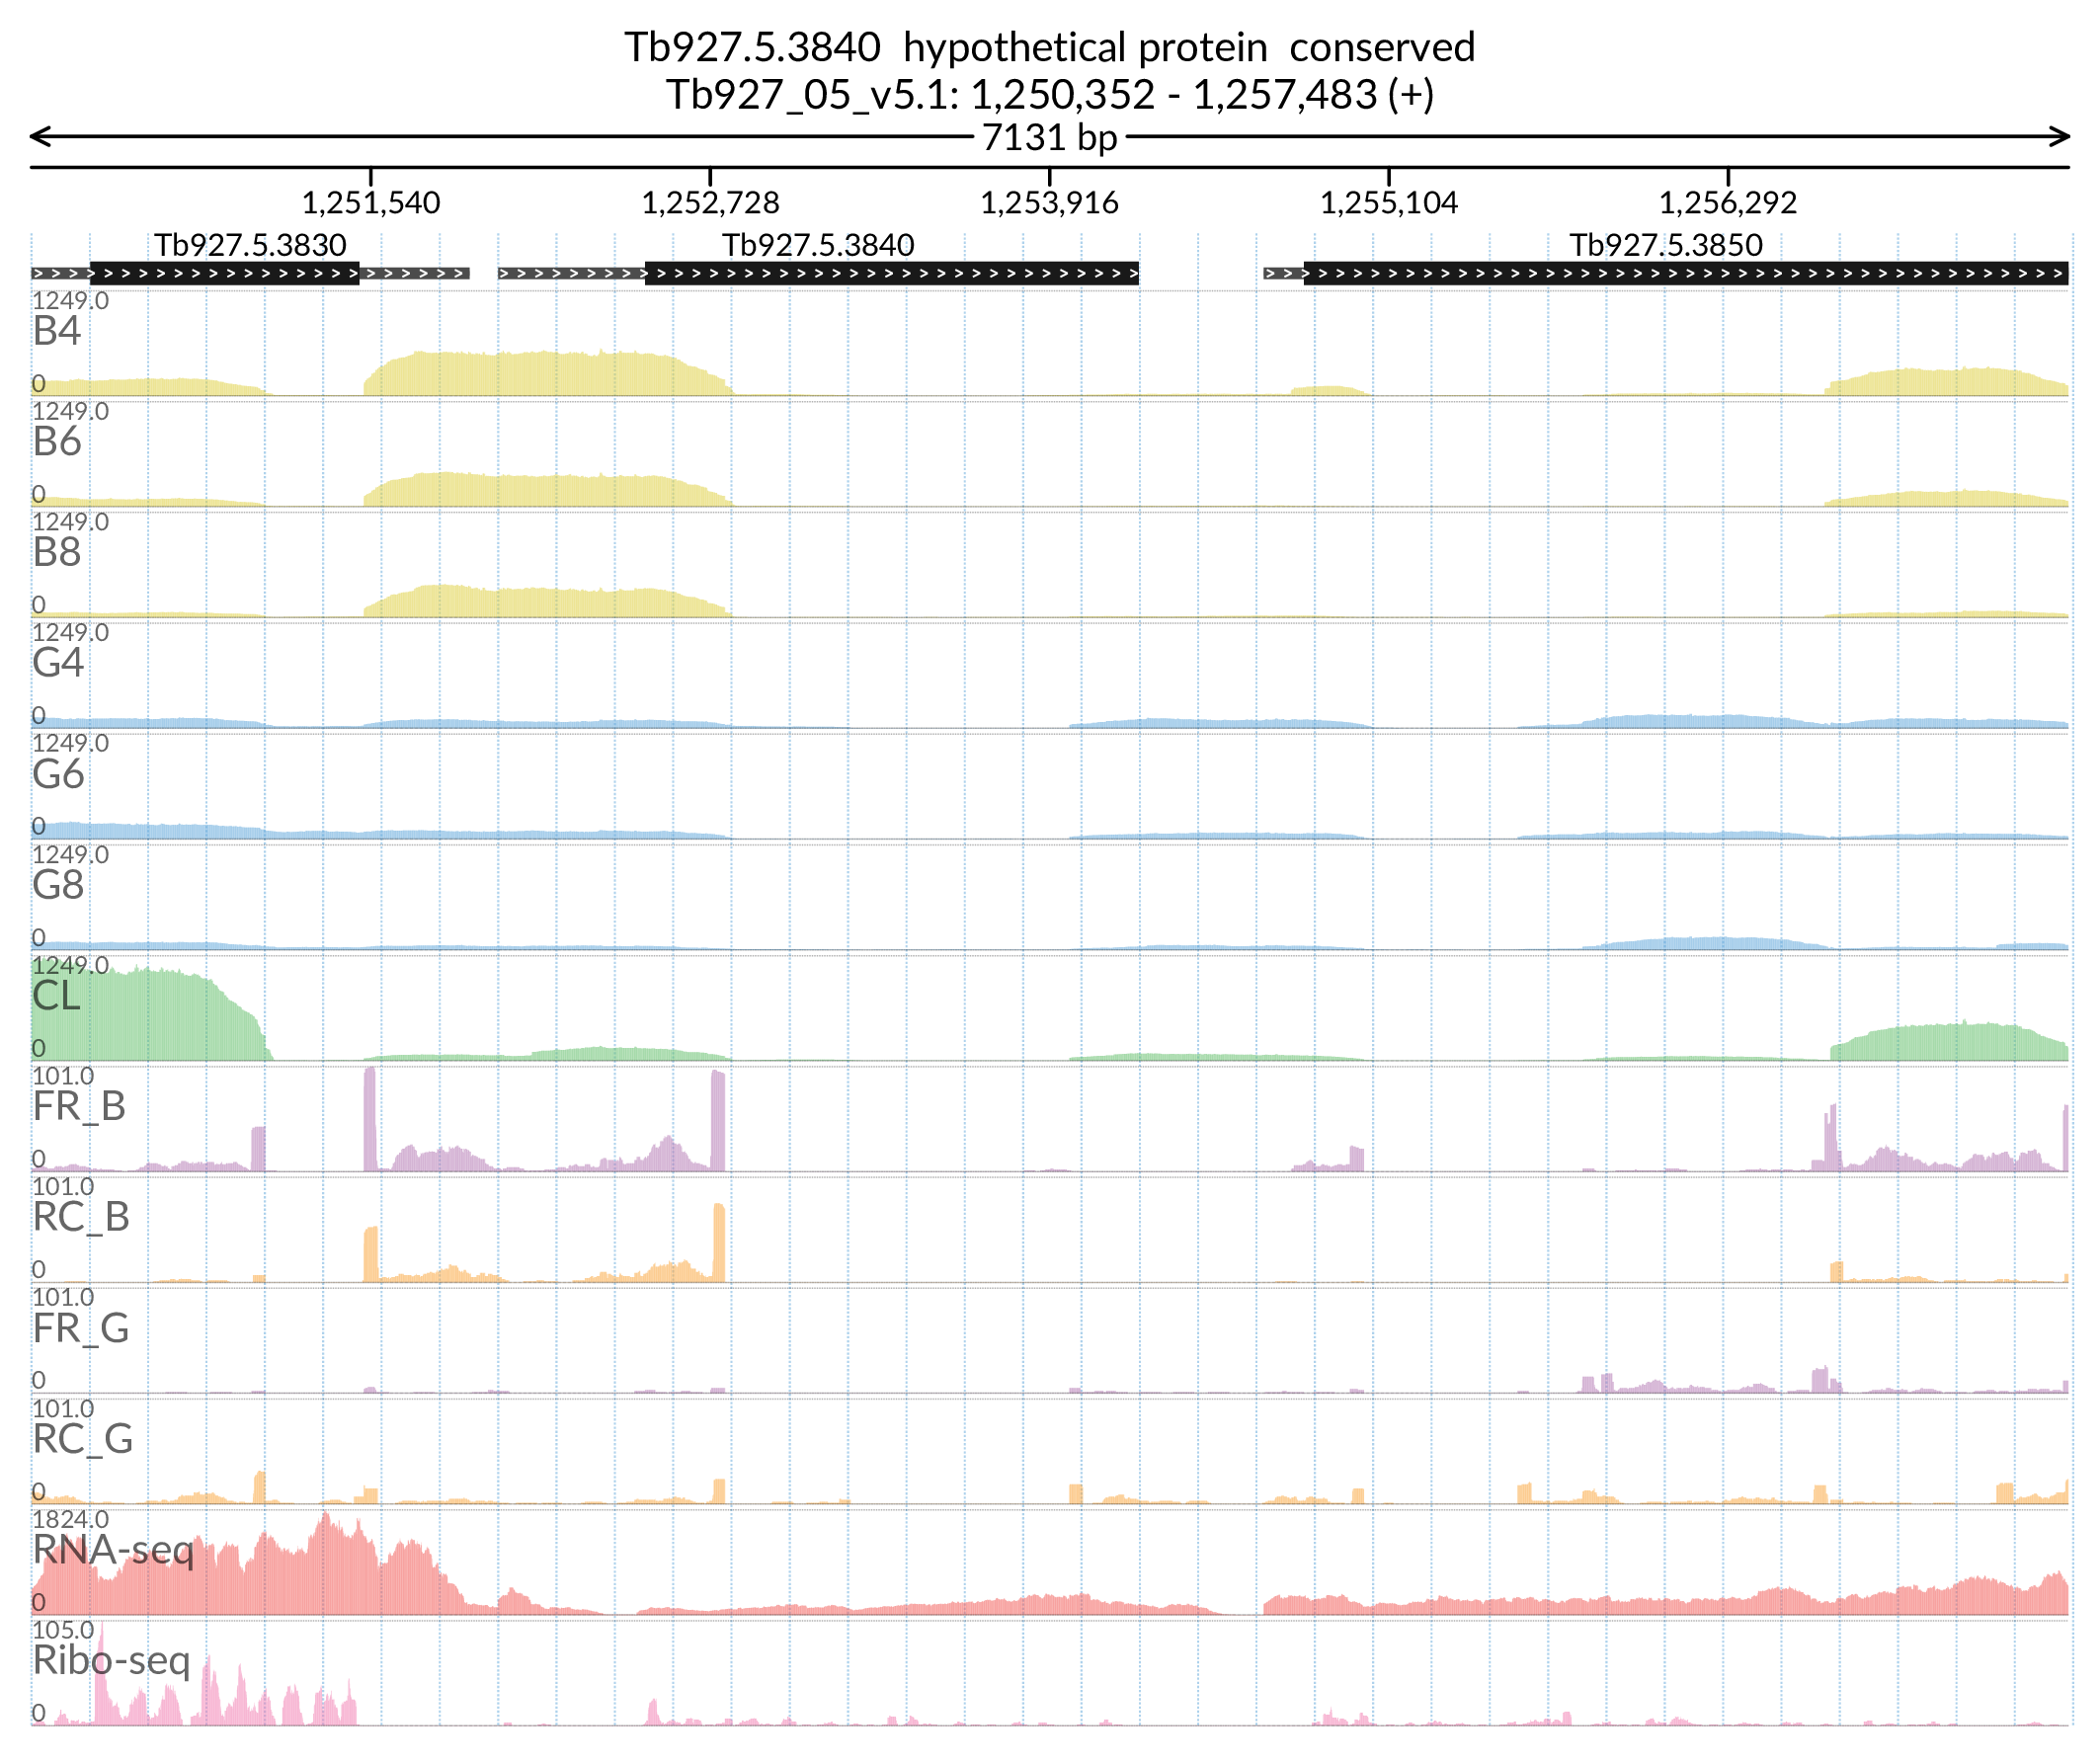 Tb927.5.3840 hypothetical protein conserved
Tb927_05_v5.1: 1,250,352 - 1,257,483 (+)
7131 bp
1,251,540 1,252,728 1,253,916 1,255,104 1,256,292
Tb927.5.3830 Tb927.5.3840 Tb927.5.3850
1249.0
B4
0
1249.0
B6
0
1249.0
B8
0
1249.0
G4
0
1249.0
G6
0
1249.0
G8
0
1249.0
CL
0
101.0
FR_B
0
101.0
RC_B
0
101.0
FR_G
0
101.0
RC_G
0
1824.0
RNA-seq
0
105.0
Ribo-seq
0